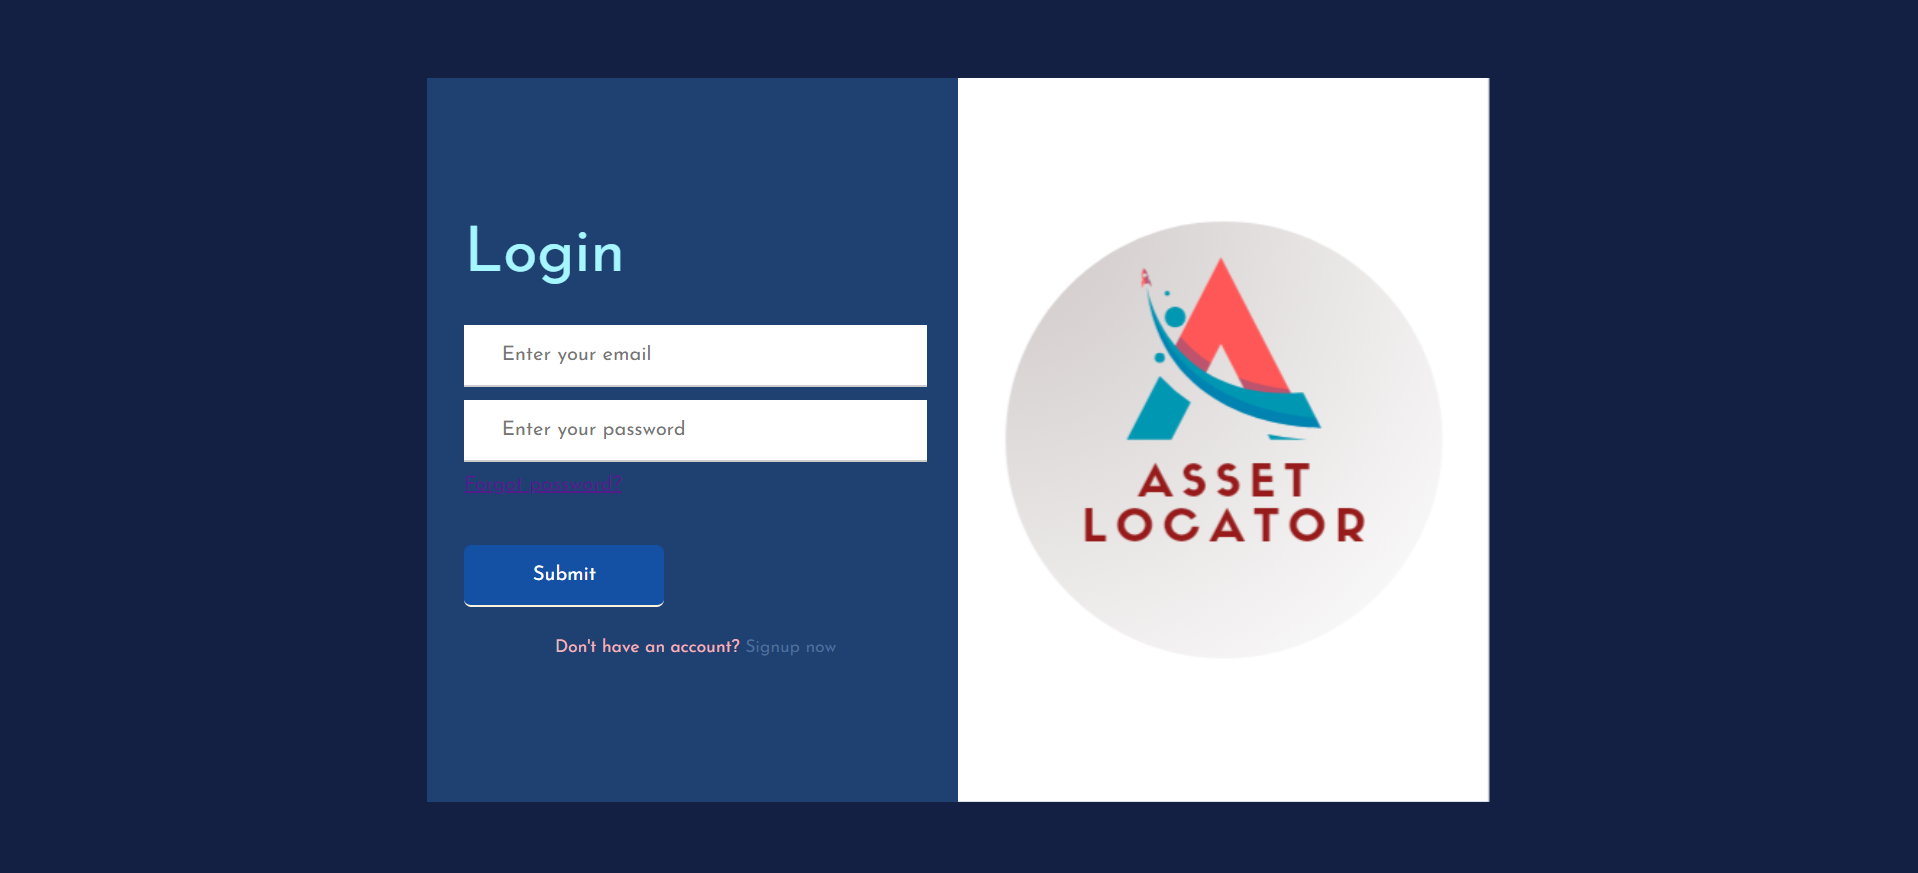 Login
Enter your email
Enter your password
Forgot password?
Submit
Don't have an account? Signup now
ASSET
LOCATOR